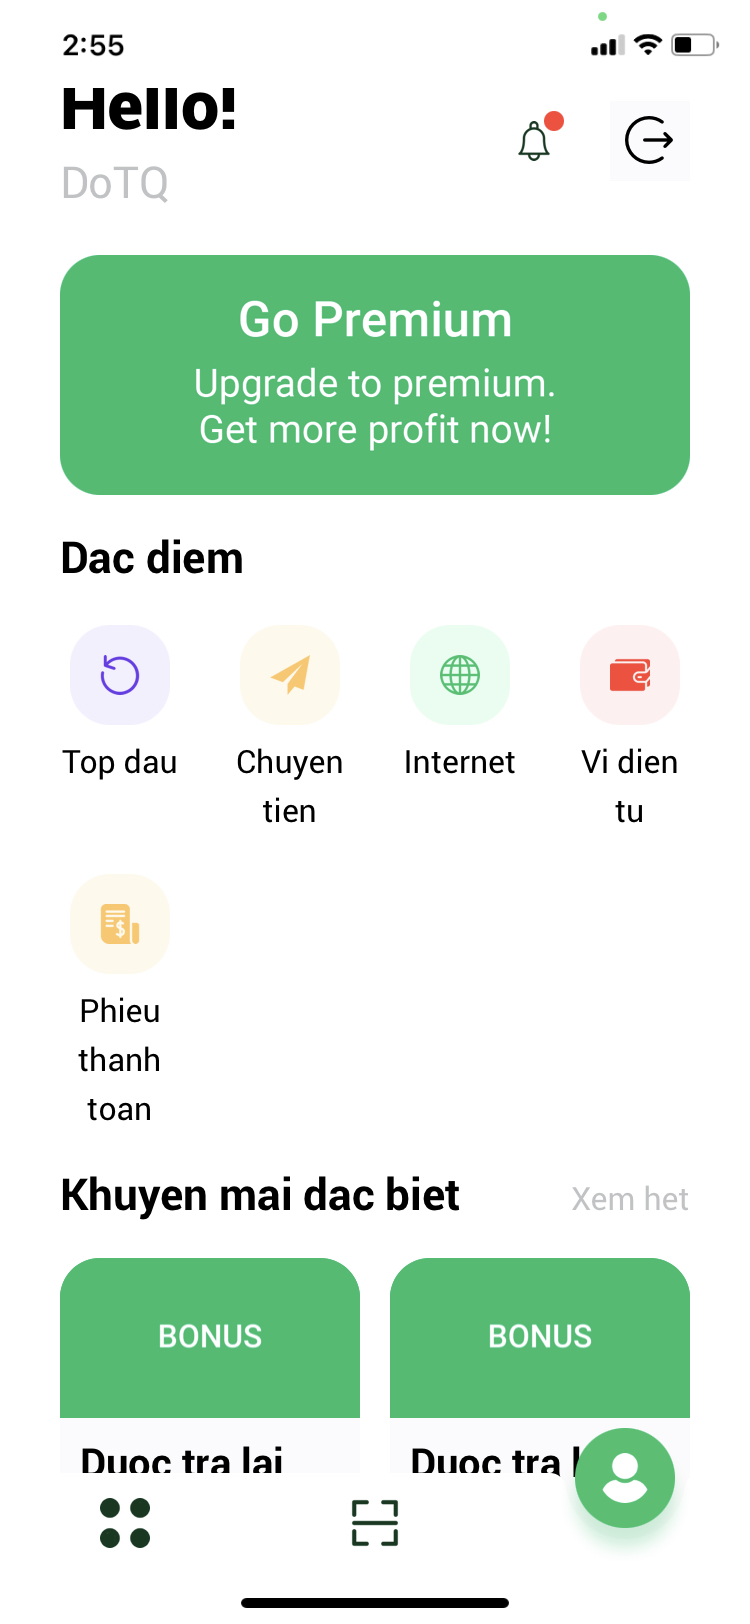 2:55
Hello!
DoTQ
Go Premium
Upgrade to premium.
Get more profit now!
Dac diem
Top dau
Chuyen
tien
Internet
Vi dien
tu
Phieu
thanh
toan
Khuyen mai dac biet
Xem het
BONUS
BONUS
Duoc tra lai
Duoc tra